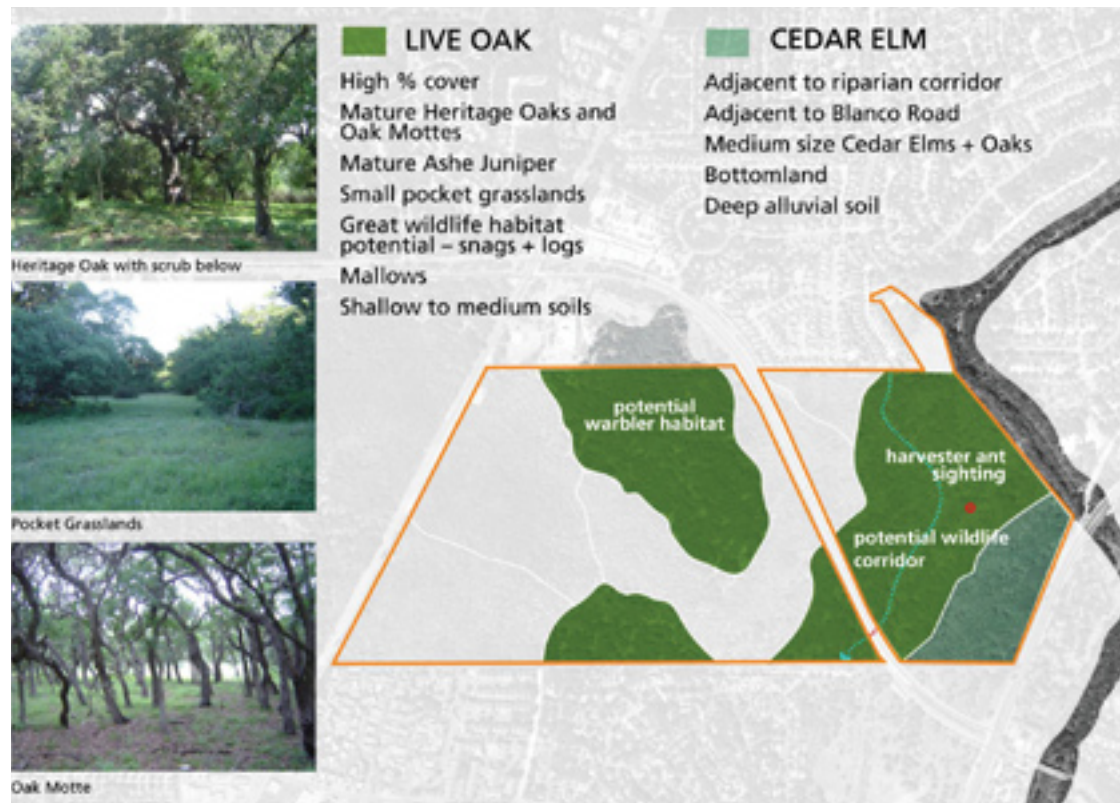 LIVE OAK
High % cover
Mature Heritage Oaks and
Oak Mottes
Mature Ashe Juniper
Small pocket grasslands
Great wildlife habitat
potential – snags + logs
Mallows
Shallow to medium soils
CEDAR ELM
Adjacent to riparian corridor
Adjacent to Blanco Road
Medium size Cedar Elms + Oaks
Bottomland
Deep alluvial soil
Heritage Oak with scrub below
Pocket Grasslands
Oak Motte
potential
warbler habitat
harvester ant
sighting
potential wildlife
corridor